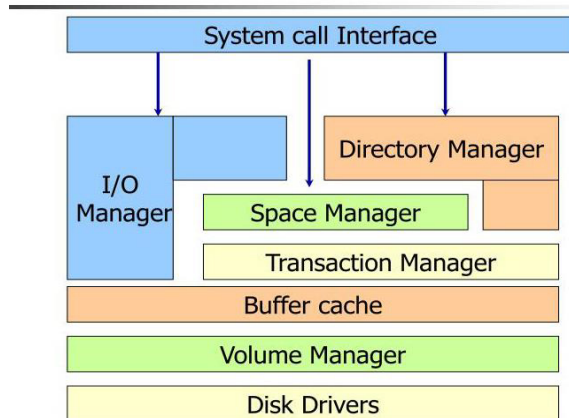 System call Interface
I/O
Manager
Directory Manager
Space Manager
Transaction Manager
Buffer cache
Volume Manager
Disk Drivers